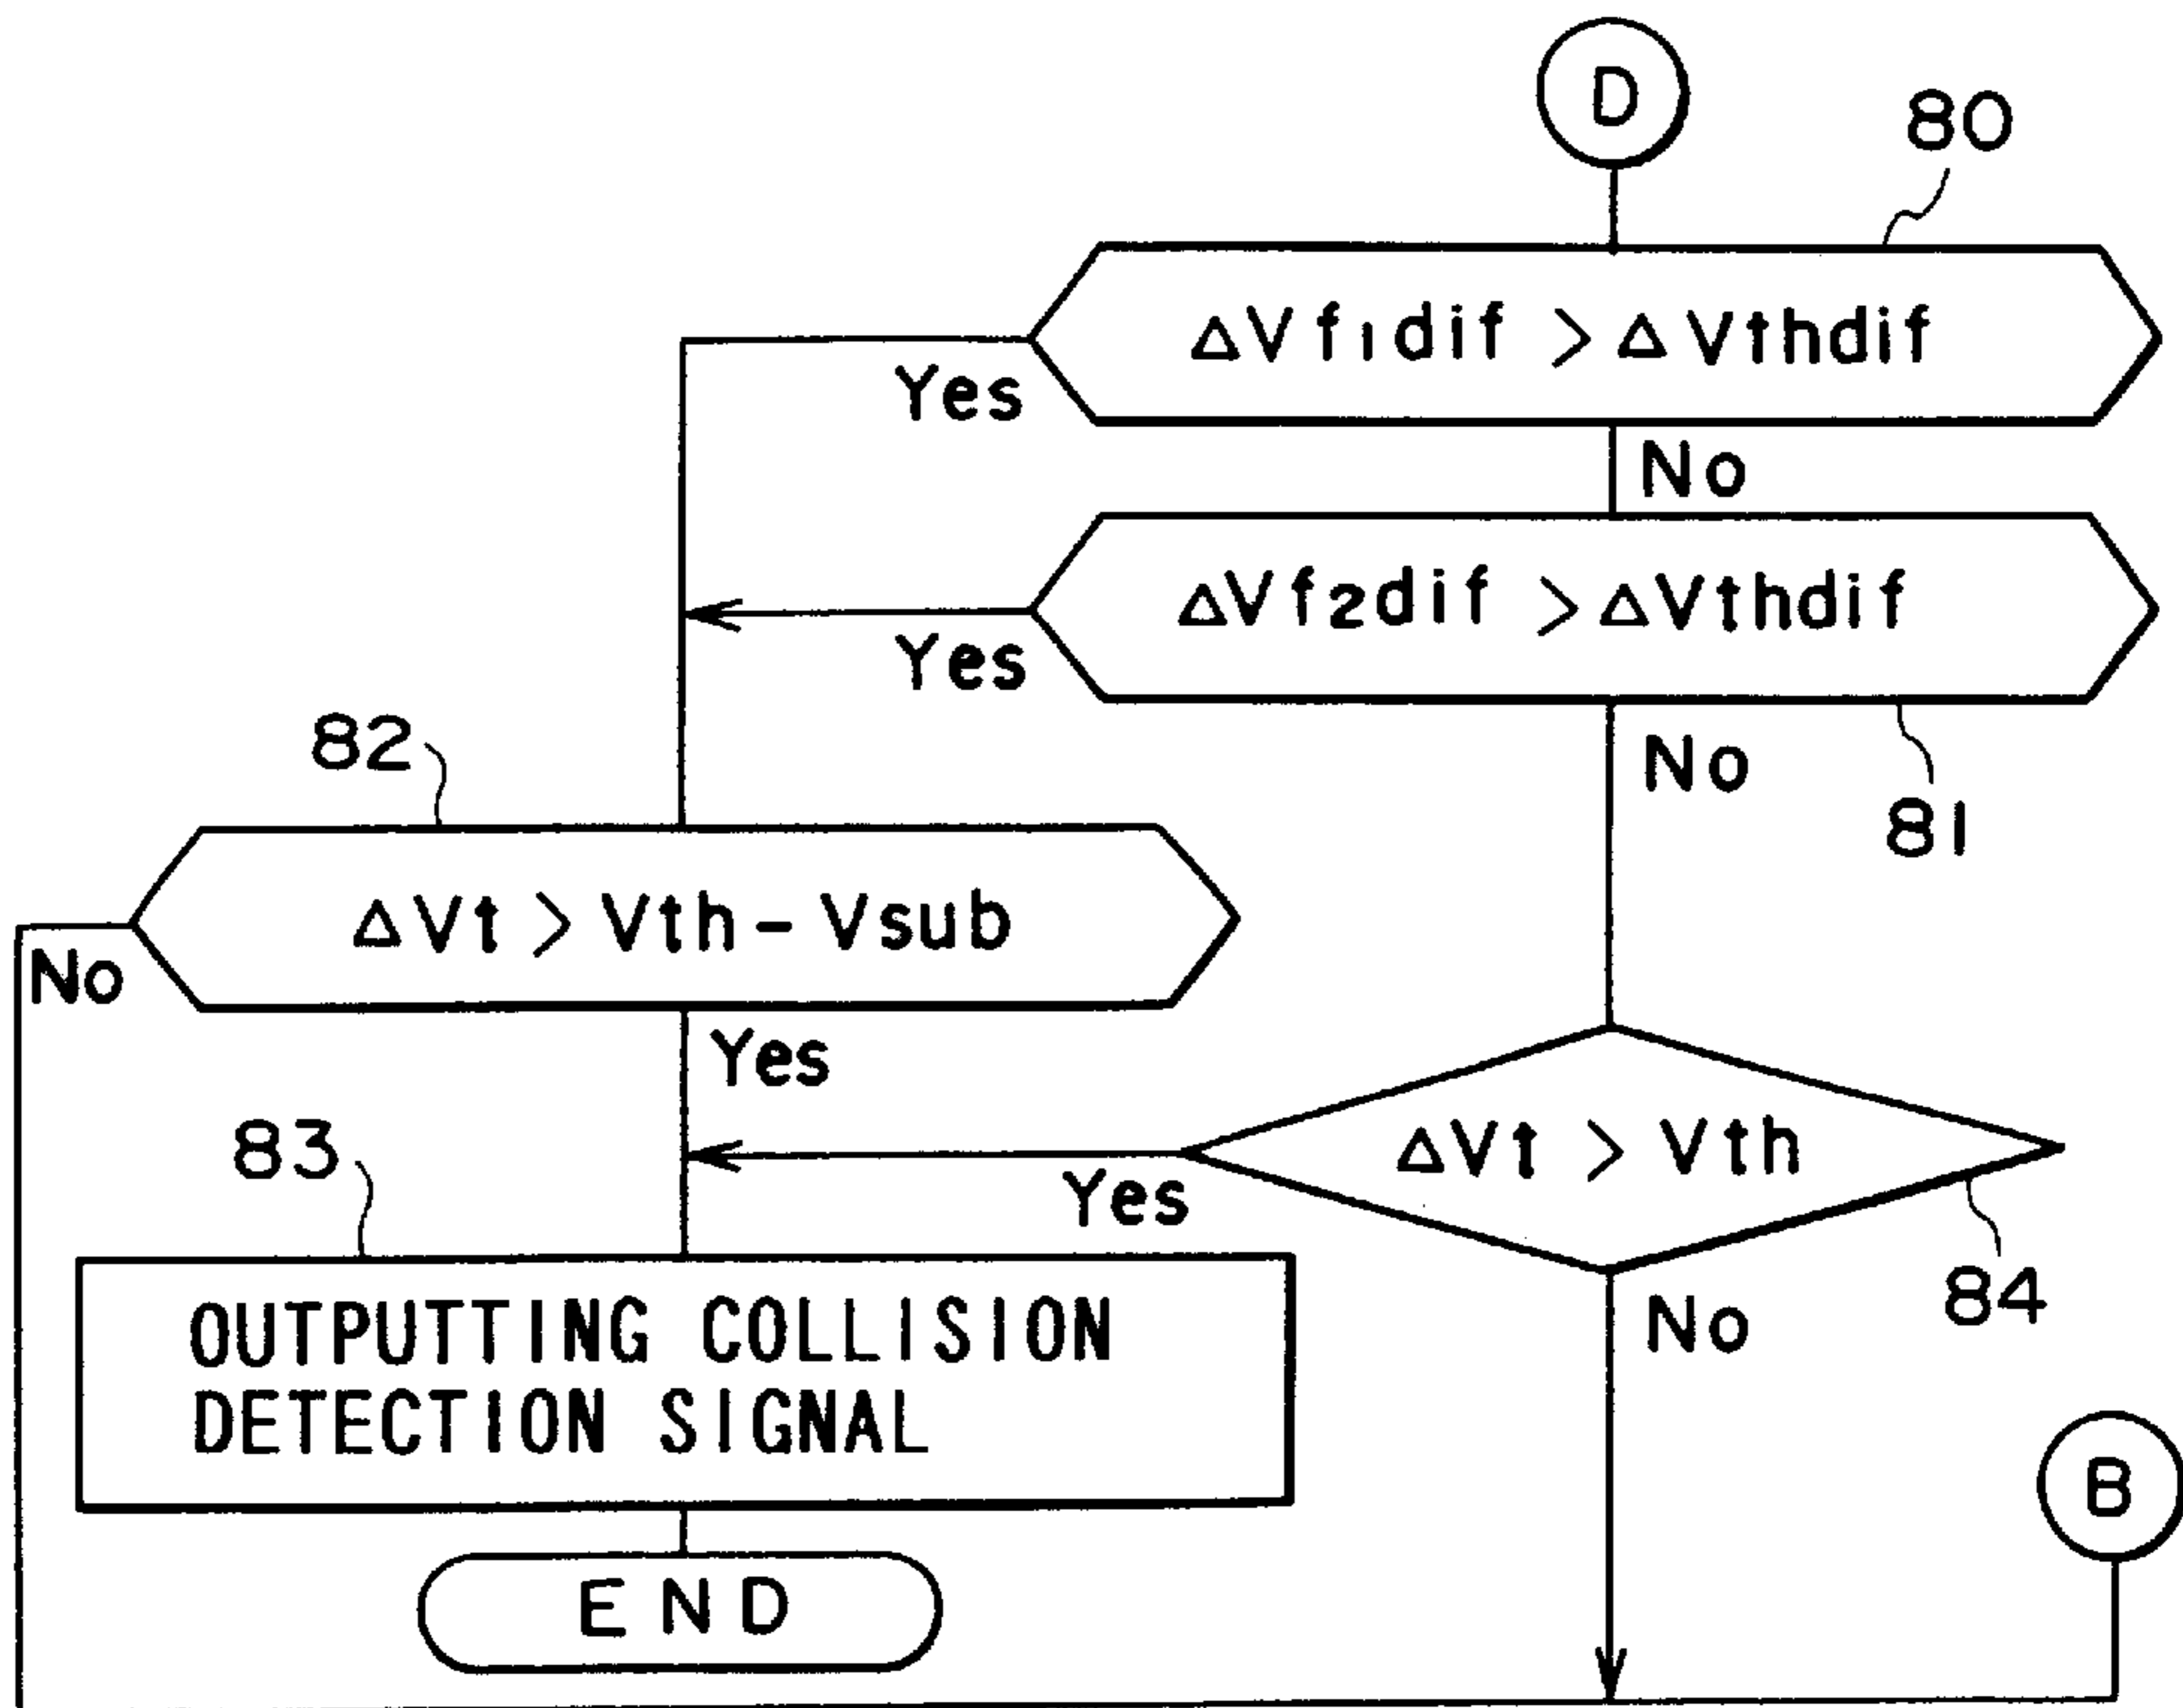 D
80
ΔVf1dif > ΔVthdif
Yes
No
ΔVf2dif > ΔVthdif
Yes
82
No
81
ΔVt > Vth - Vsub
No
Yes
83
ΔVt > Vth
Yes
84
OUTPUTTING COLLISION
DETECTION SIGNAL
No
B
END